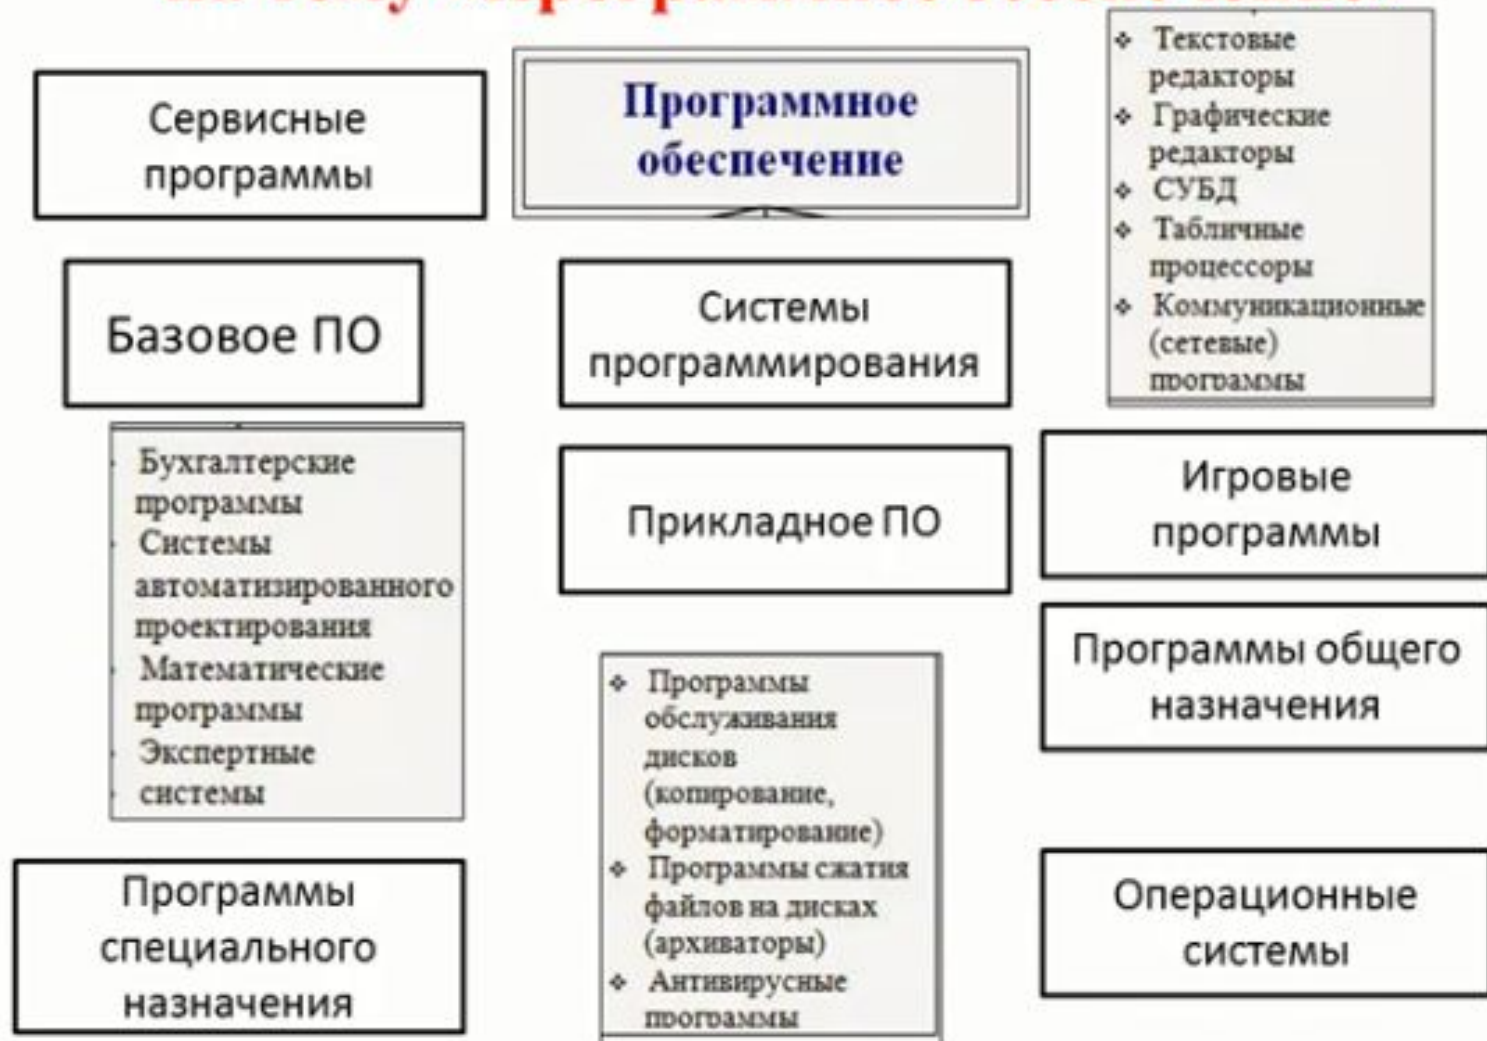 Сервисные
программы
Программное
обеспечение
Текстовые
редакторы
Графические
редакторы
СУБД
Табличные
процессоры
Коммуникационные
(сетевые)
программы
Базовое ПО
Системы
программирования
Бухгалтерские
программы
Системы
автоматизированного
проектирования
Математические
программы
Экспертные
системы
Прикладное ПО
Игровые
программы
Программы общего
назначения
Программы
обслуживания
дисков
(копирование,
форматирование)
Программы сжатия
файлов на дисках
(архиваторы)
Антивирусные
программы
Программы
специального
назначения
Операционные
системы